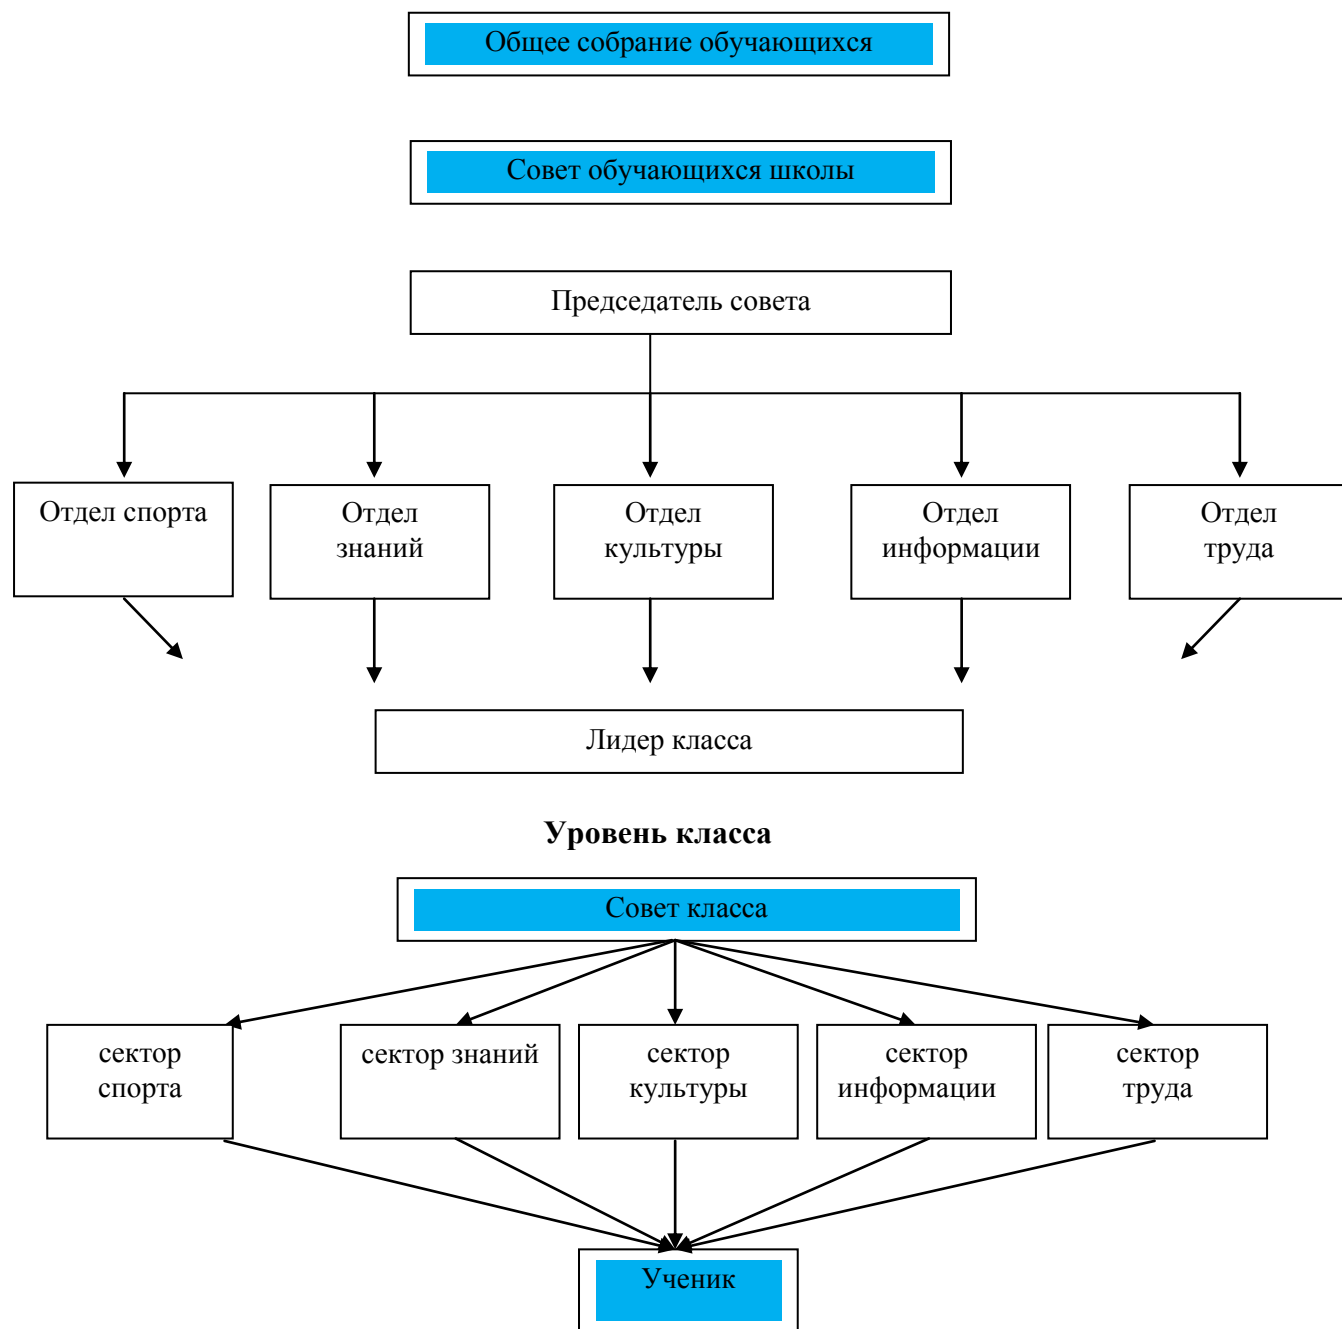 Общее собрание обучающихся
Совет обучающихся школы
Председатель совета
Отдел спорта
Отдел
знаний
Отдел
культуры
Отдел
информации
Отдел
труда
Лидер класса
Уровень класса
Совет класса
сектор
спорта
сектор знаний
сектор
культуры
сектор
информации
сектор
труда
Ученик